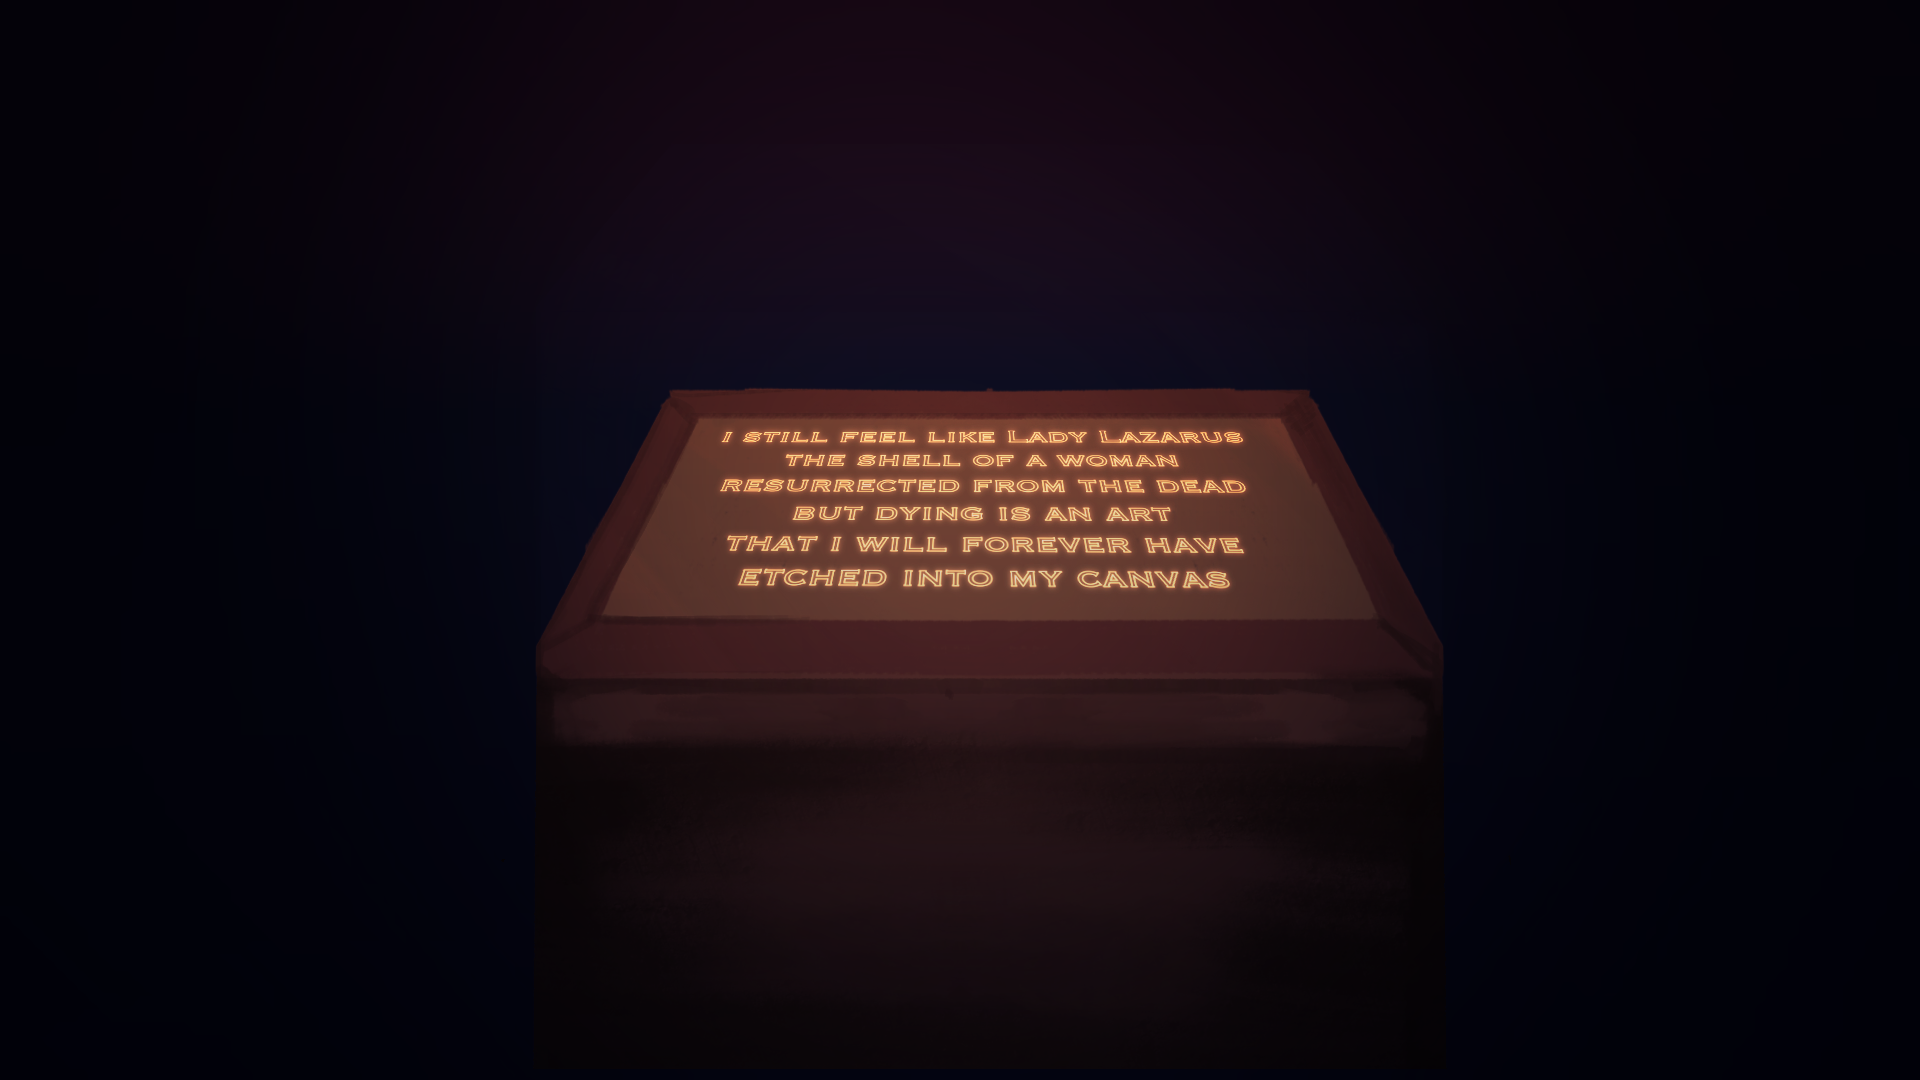 I STILL FEEL LIKE LADY LAZARUS
THE SHELL OF A WOMAN
RESURRECTED FROM THE DEAD
BUT DYING IS AN ART
THAT I WILL FOREVER HAVE
ETCHED INTO MY CANVAS